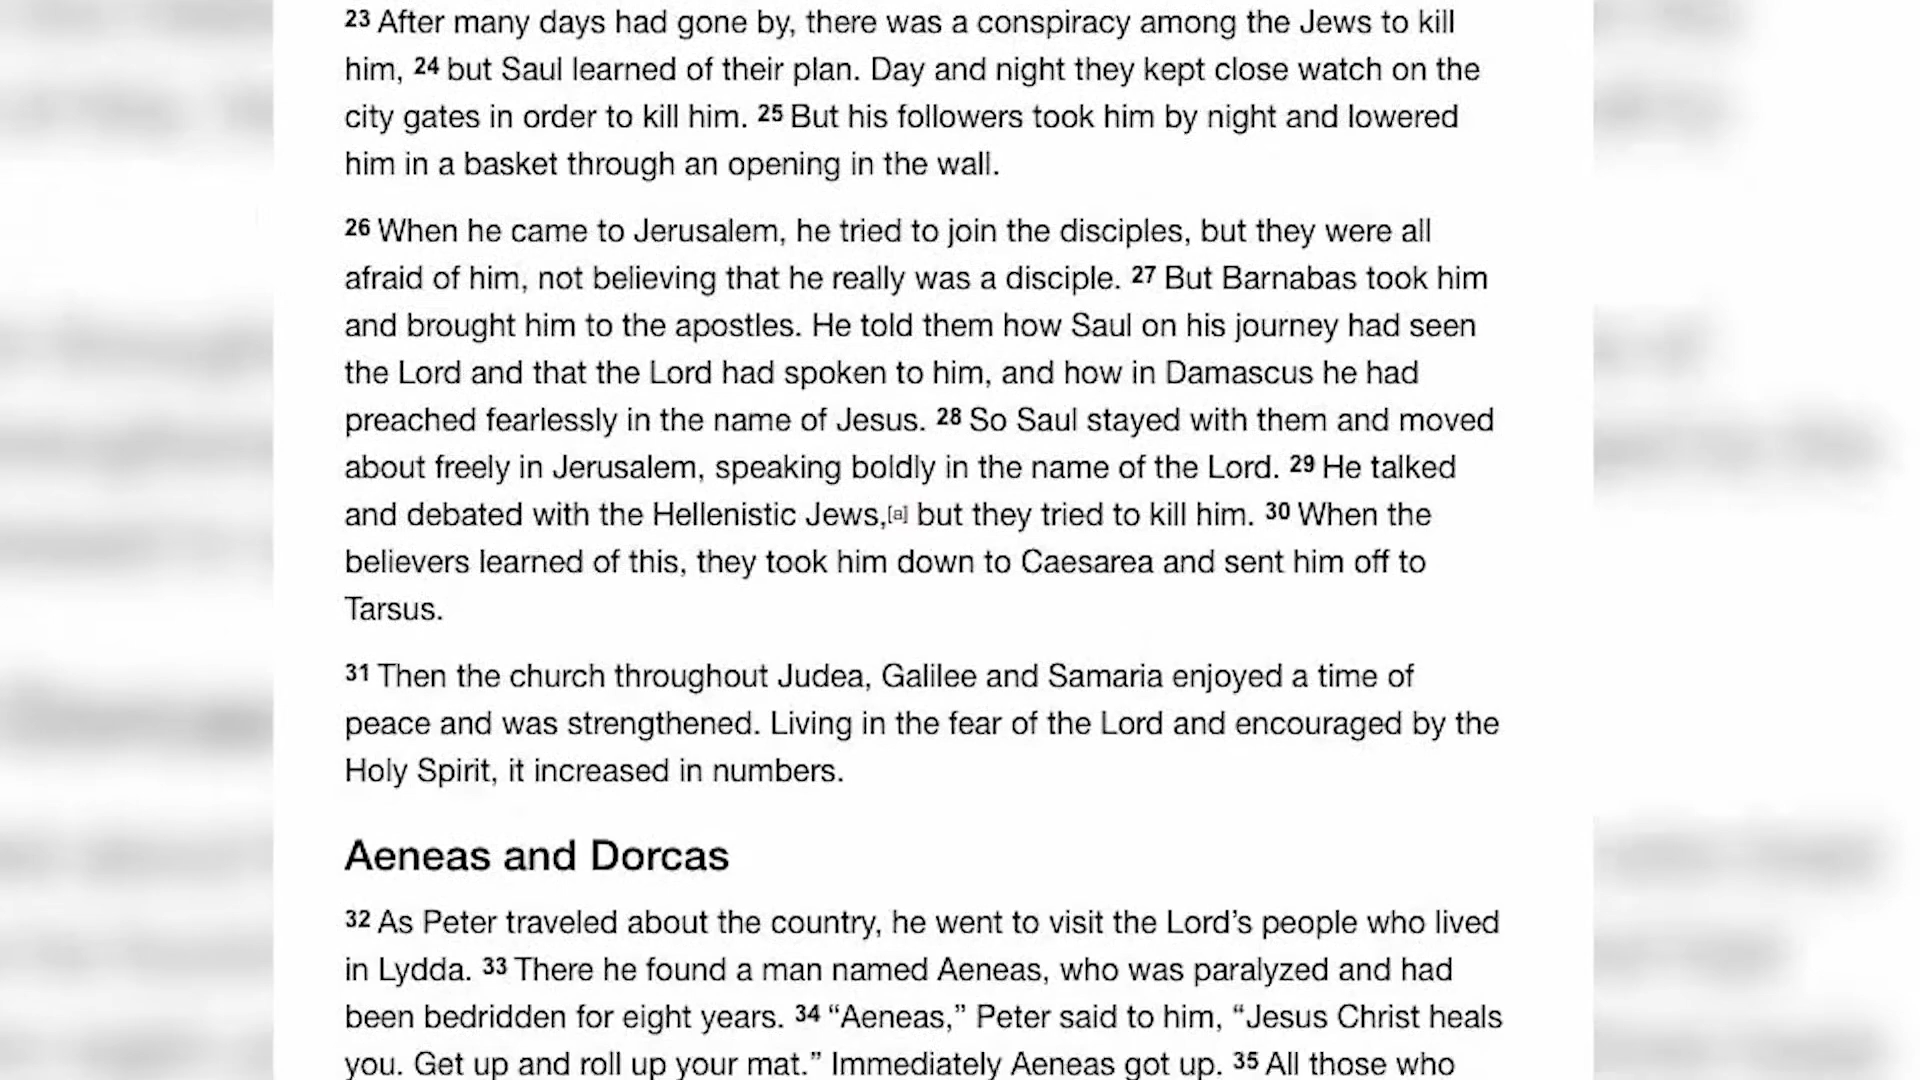 23 After many days had gone by, there was a conspiracy among the Jews to kill
him, 24 but Saul learned of their plan. Day and night they kept close watch on the
city gates in order to kill him. 25 But his followers took him by night and lowered
him in a basket through an opening in the wall.
26 When he came to Jerusalem, he tried to join the disciples, but they were all
afraid of him, not believing that he really was a disciple. 27 But Barnabas took him
and brought him to the apostles. He told them how Saul on his journey had seen
the Lord and that the Lord had spoken to him, and how in Damascus he had
preached fearlessly in the name of Jesus. 28 So Saul stayed with them and moved
about freely in Jerusalem, speaking boldly in the name of the Lord. 29 He talked
and debated with the Hellenistic Jews,[a] but they tried to kill him. 30 When the
believers learned of this, they took him down to Caesarea and sent him off to
Tarsus.
31 Then the church throughout Judea, Galilee and Samaria enjoyed a time of
peace and was strengthened. Living in the fear of the Lord and encouraged by the
Holy Spirit, it increased in numbers.
Aeneas and Dorcas
32 As Peter traveled about the country, he went to visit the Lord’s people who lived
in Lydda. 33 There he found a man named Aeneas, who was paralyzed and had
been bedridden for eight years. 34 “Aeneas,” Peter said to him, “Jesus Christ heals
you. Get up and roll up your mat.” Immediately Aeneas got up. 35 All those who